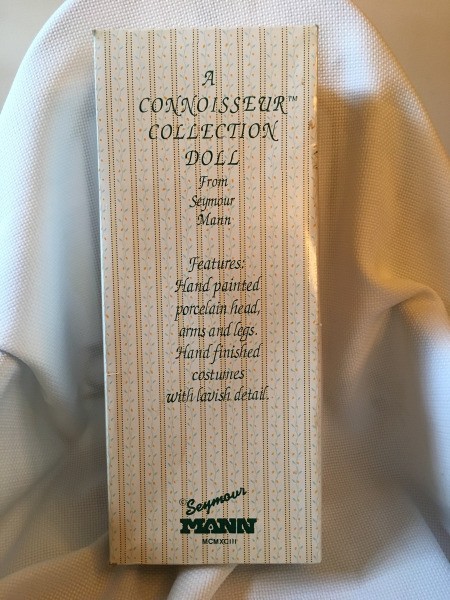 A
CONNOISSEUR™
COLLECTION
DOLL
From
Seymour
Mann
Features:
Hand painted
porcelain head,
arms and legs.
Hand finished
costumes
with lavish detail.
©Seymour
MANN
MCMXCIII